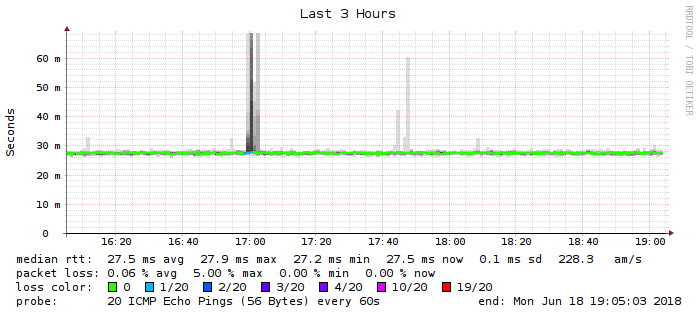 Last 3 Hours
RRDTOOL / TOBI OETIKER
Seconds
60 m
50 m
40 m
30 m
20 m
10 m
0
16:20 16:40 17:00 17:20 17:40 18:00 18:20 18:40 19:00
median rtt: 27.5 ms avg 27.9 ms max 27.2 ms min 27.5 ms now 0.1 ms sd 228.3 am/s
packet loss: 0.06 % avg 5.00 % max 0.00 % min 0.00 % now
loss color: 0 1/20 2/20 3/20 4/20 10/20 19/20
probe: 20 ICMP Echo Pings (56 Bytes) every 60s end: Mon Jun 18 19:05:03 2018